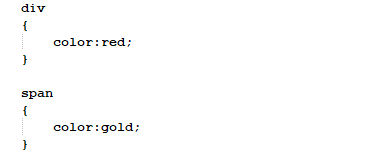 div
{
    color:red;
}

span
{
    color:gold;
}